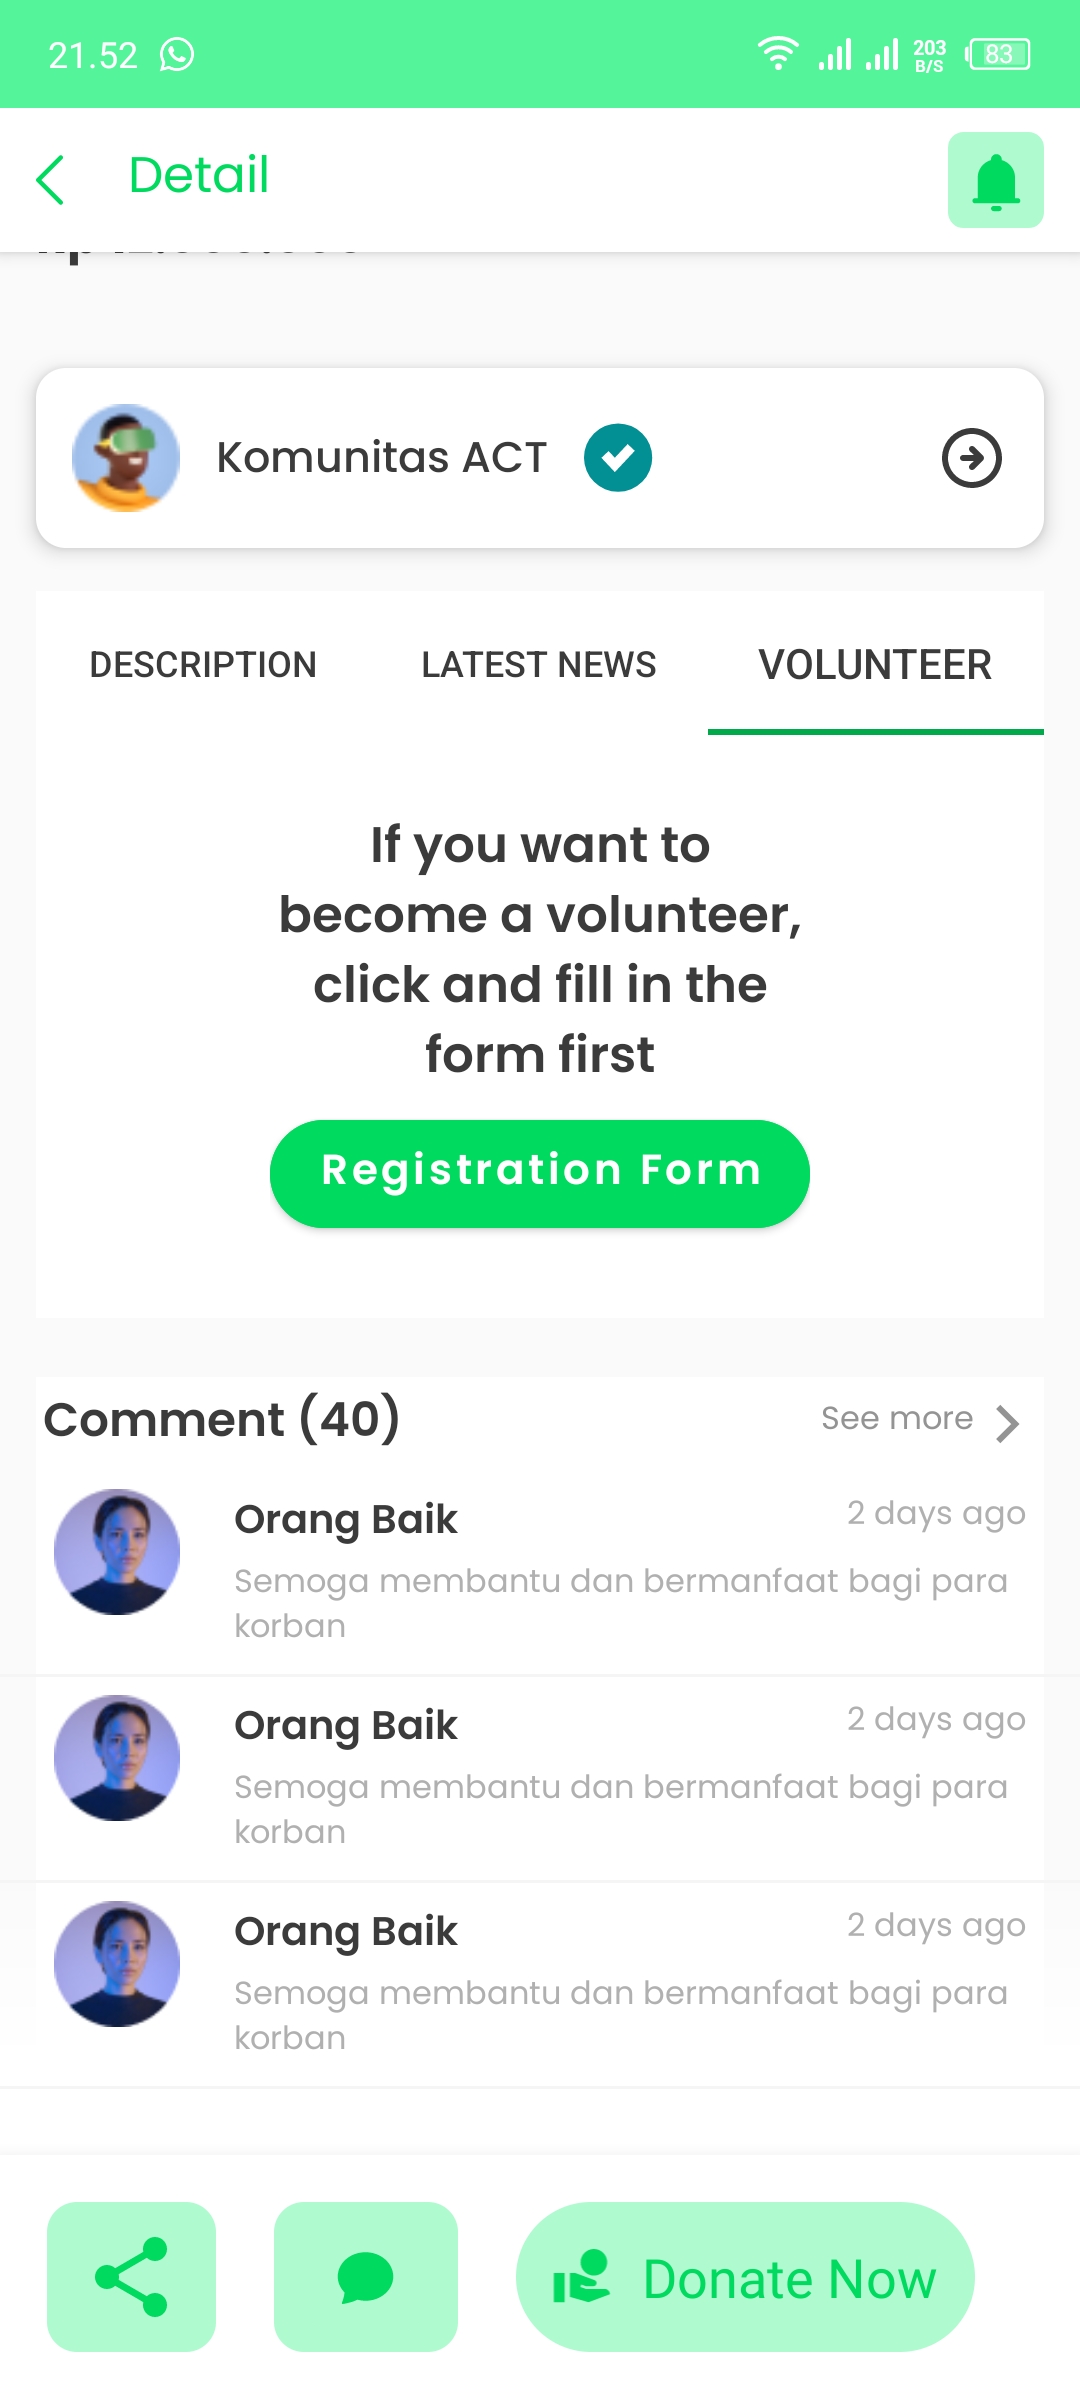 21.52
203
B/S
83
Detail
Komunitas ACT
DESCRIPTION
LATEST NEWS
VOLUNTEER
If you want to
become a volunteer,
click and fill in the
form first
Registration Form
Comment (40)
See more
Orang Baik
2 days ago
Semoga membantu dan bermanfaat bagi para
korban
Orang Baik
2 days ago
Semoga membantu dan bermanfaat bagi para
korban
Orang Baik
2 days ago
Semoga membantu dan bermanfaat bagi para
korban
Donate Now